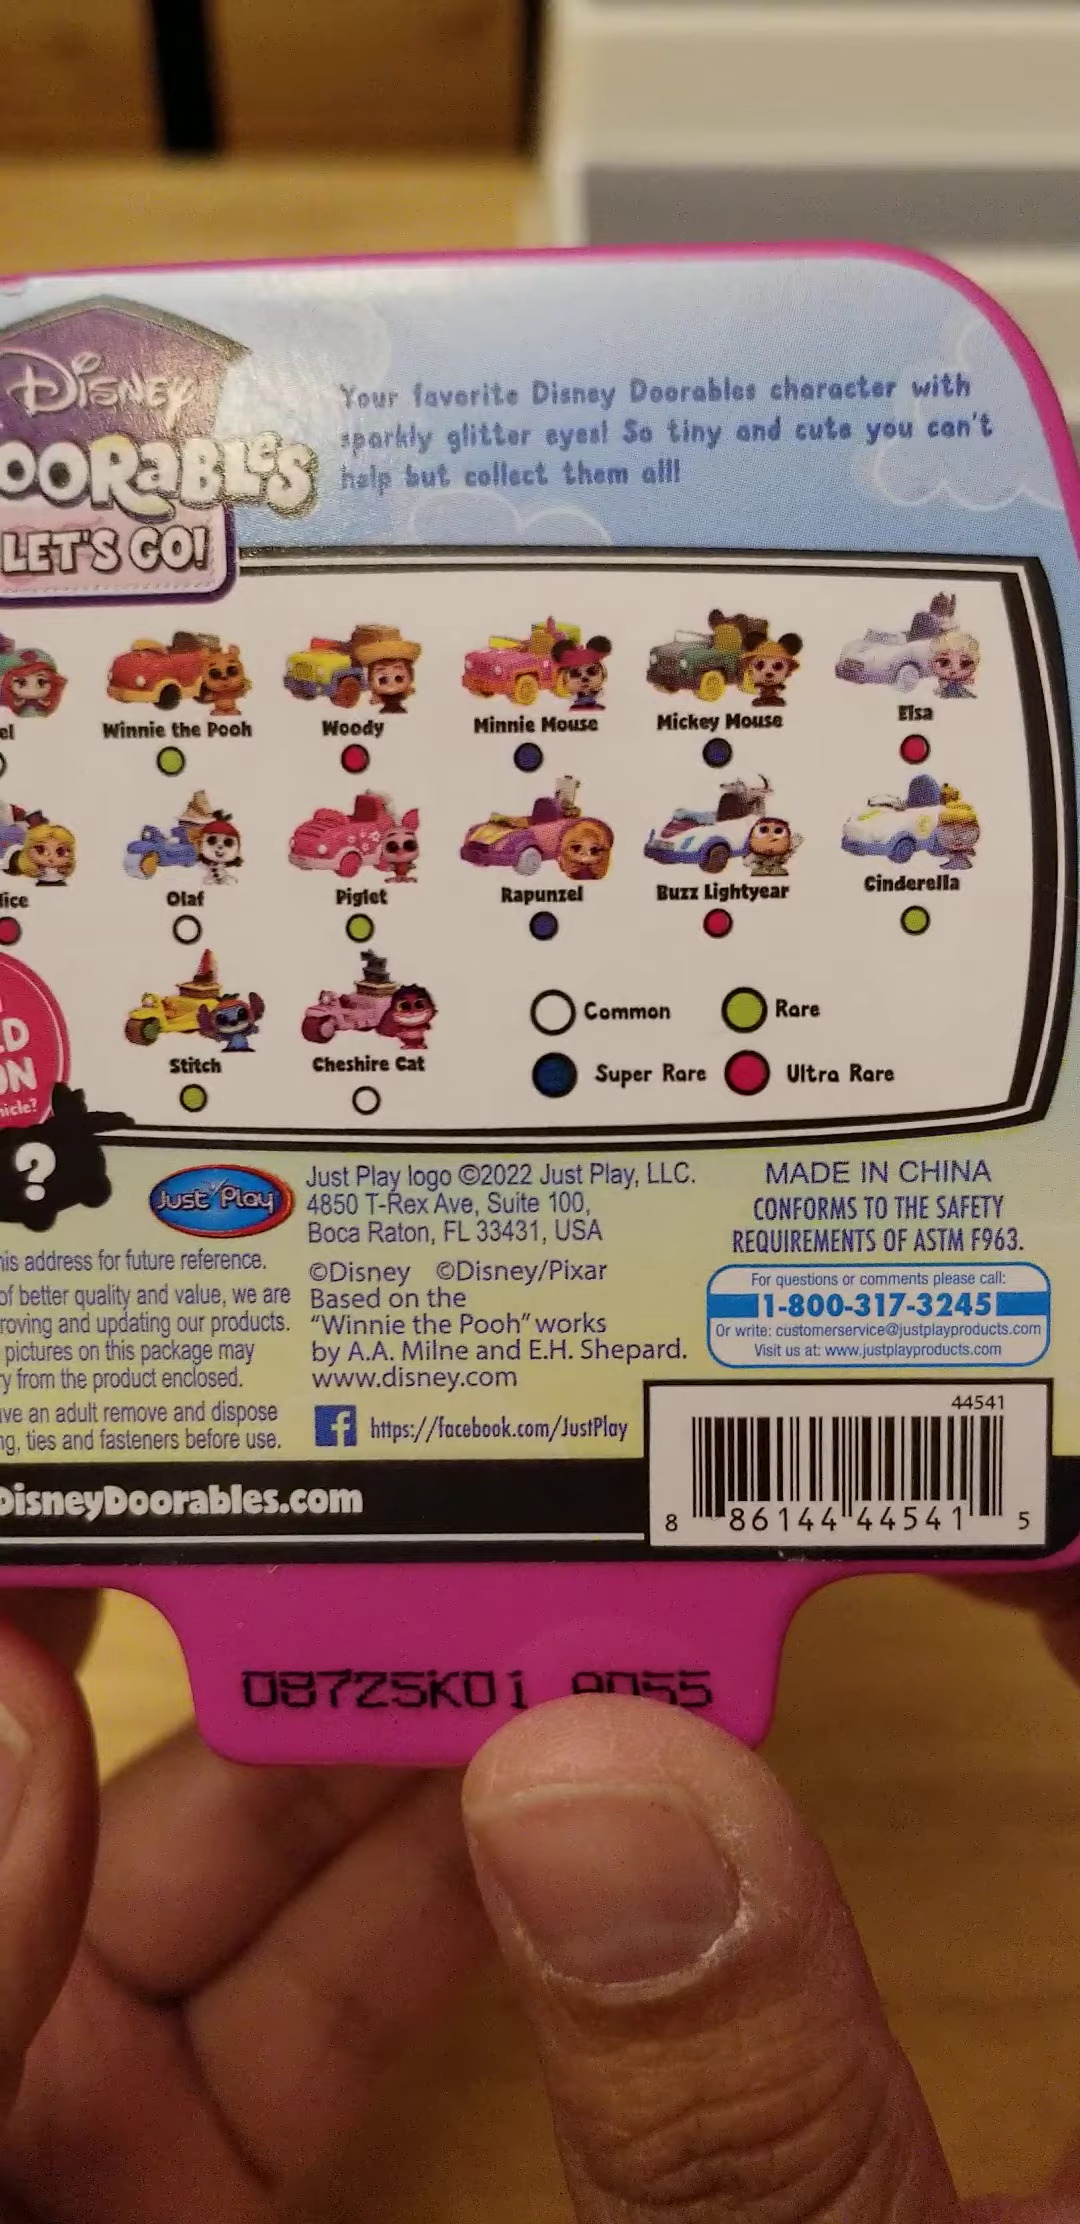 Disney
DOORABLES
LET'S GO!
Your favorite Disney Doorables character with
sparkly glitter eyes! So tiny and cute you can't
help but collect them all!
el
Winnie the Pooh
Woody
Minnie Mouse
Mickey Mouse
Elsa
lice
Olaf
Piglet
Rapunzel
Buzz Lightyear
Cinderella
D
ON
hicle?
Stitch
Cheshire Cat
Common
Rare
Super Rare
Ultra Rare
?
Just Play
Just Play logo ©2022 Just Play, LLC.
4850 T-Rex Ave, Suite 100,
Boca Raton, FL 33431, USA
MADE IN CHINA
CONFORMS TO THE SAFETY
REQUIREMENTS OF ASTM F963.
his address for future reference.
of better quality and value, we are
roving and updating our products.
pictures on this package may
y from the product enclosed.
ave an adult remove and dispose
ng, ties and fasteners before use.
©Disney ©Disney/Pixar
Based on the
"Winnie the Pooh" works
by A.A. Milne and E.H. Shepard.
www.disney.com
f https://facebook.com/JustPlay
For questions or comments please call:
1-800-317-3245
Or write: customerservice@justplayproducts.com
Visit us at: www.justplayproducts.com
44541
8 86144 44541 5
DisneyDoorables.com
08725K01